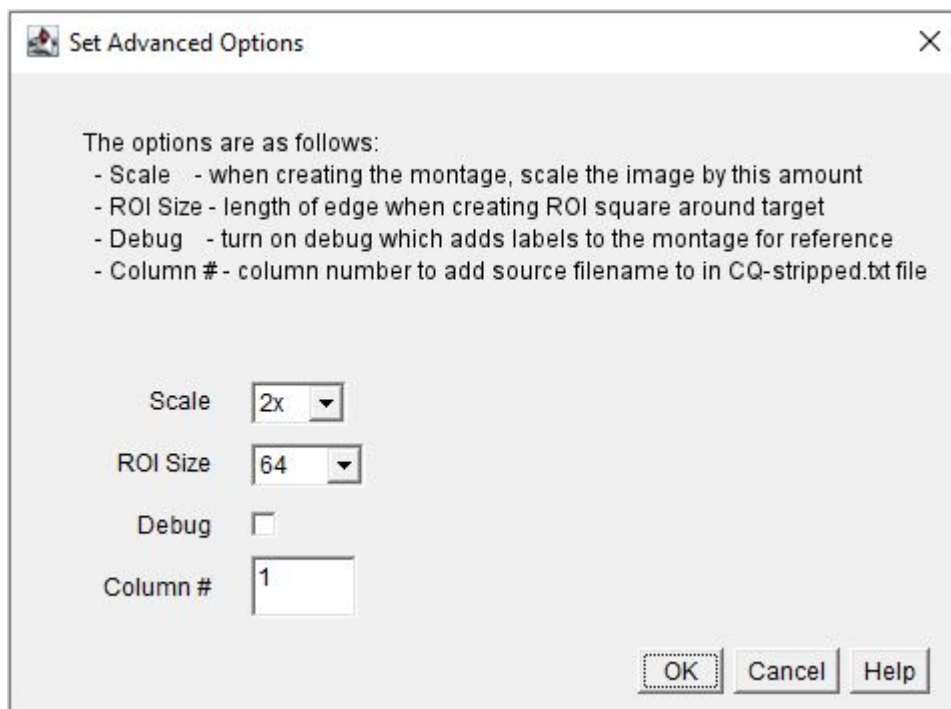 Set Advanced Options
The options are as follows:
- Scale - when creating the montage, scale the image by this amount
- ROI Size - length of edge when creating ROI square around target
- Debug - turn on debug which adds labels to the montage for reference
- Column # - column number to add source filename to in CQ-stripped.txt file
Scale 2x
ROI Size 64
Debug
Column # 1
OK Cancel Help